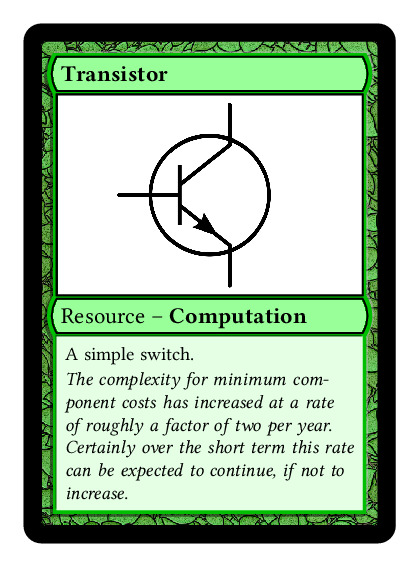 Transistor
Resource – Computation
A simple switch.
The complexity for minimum com-
ponent costs has increased at a rate
of roughly a factor of two per year.
Certainly over the short term this rate
can be expected to continue, if not to
increase.